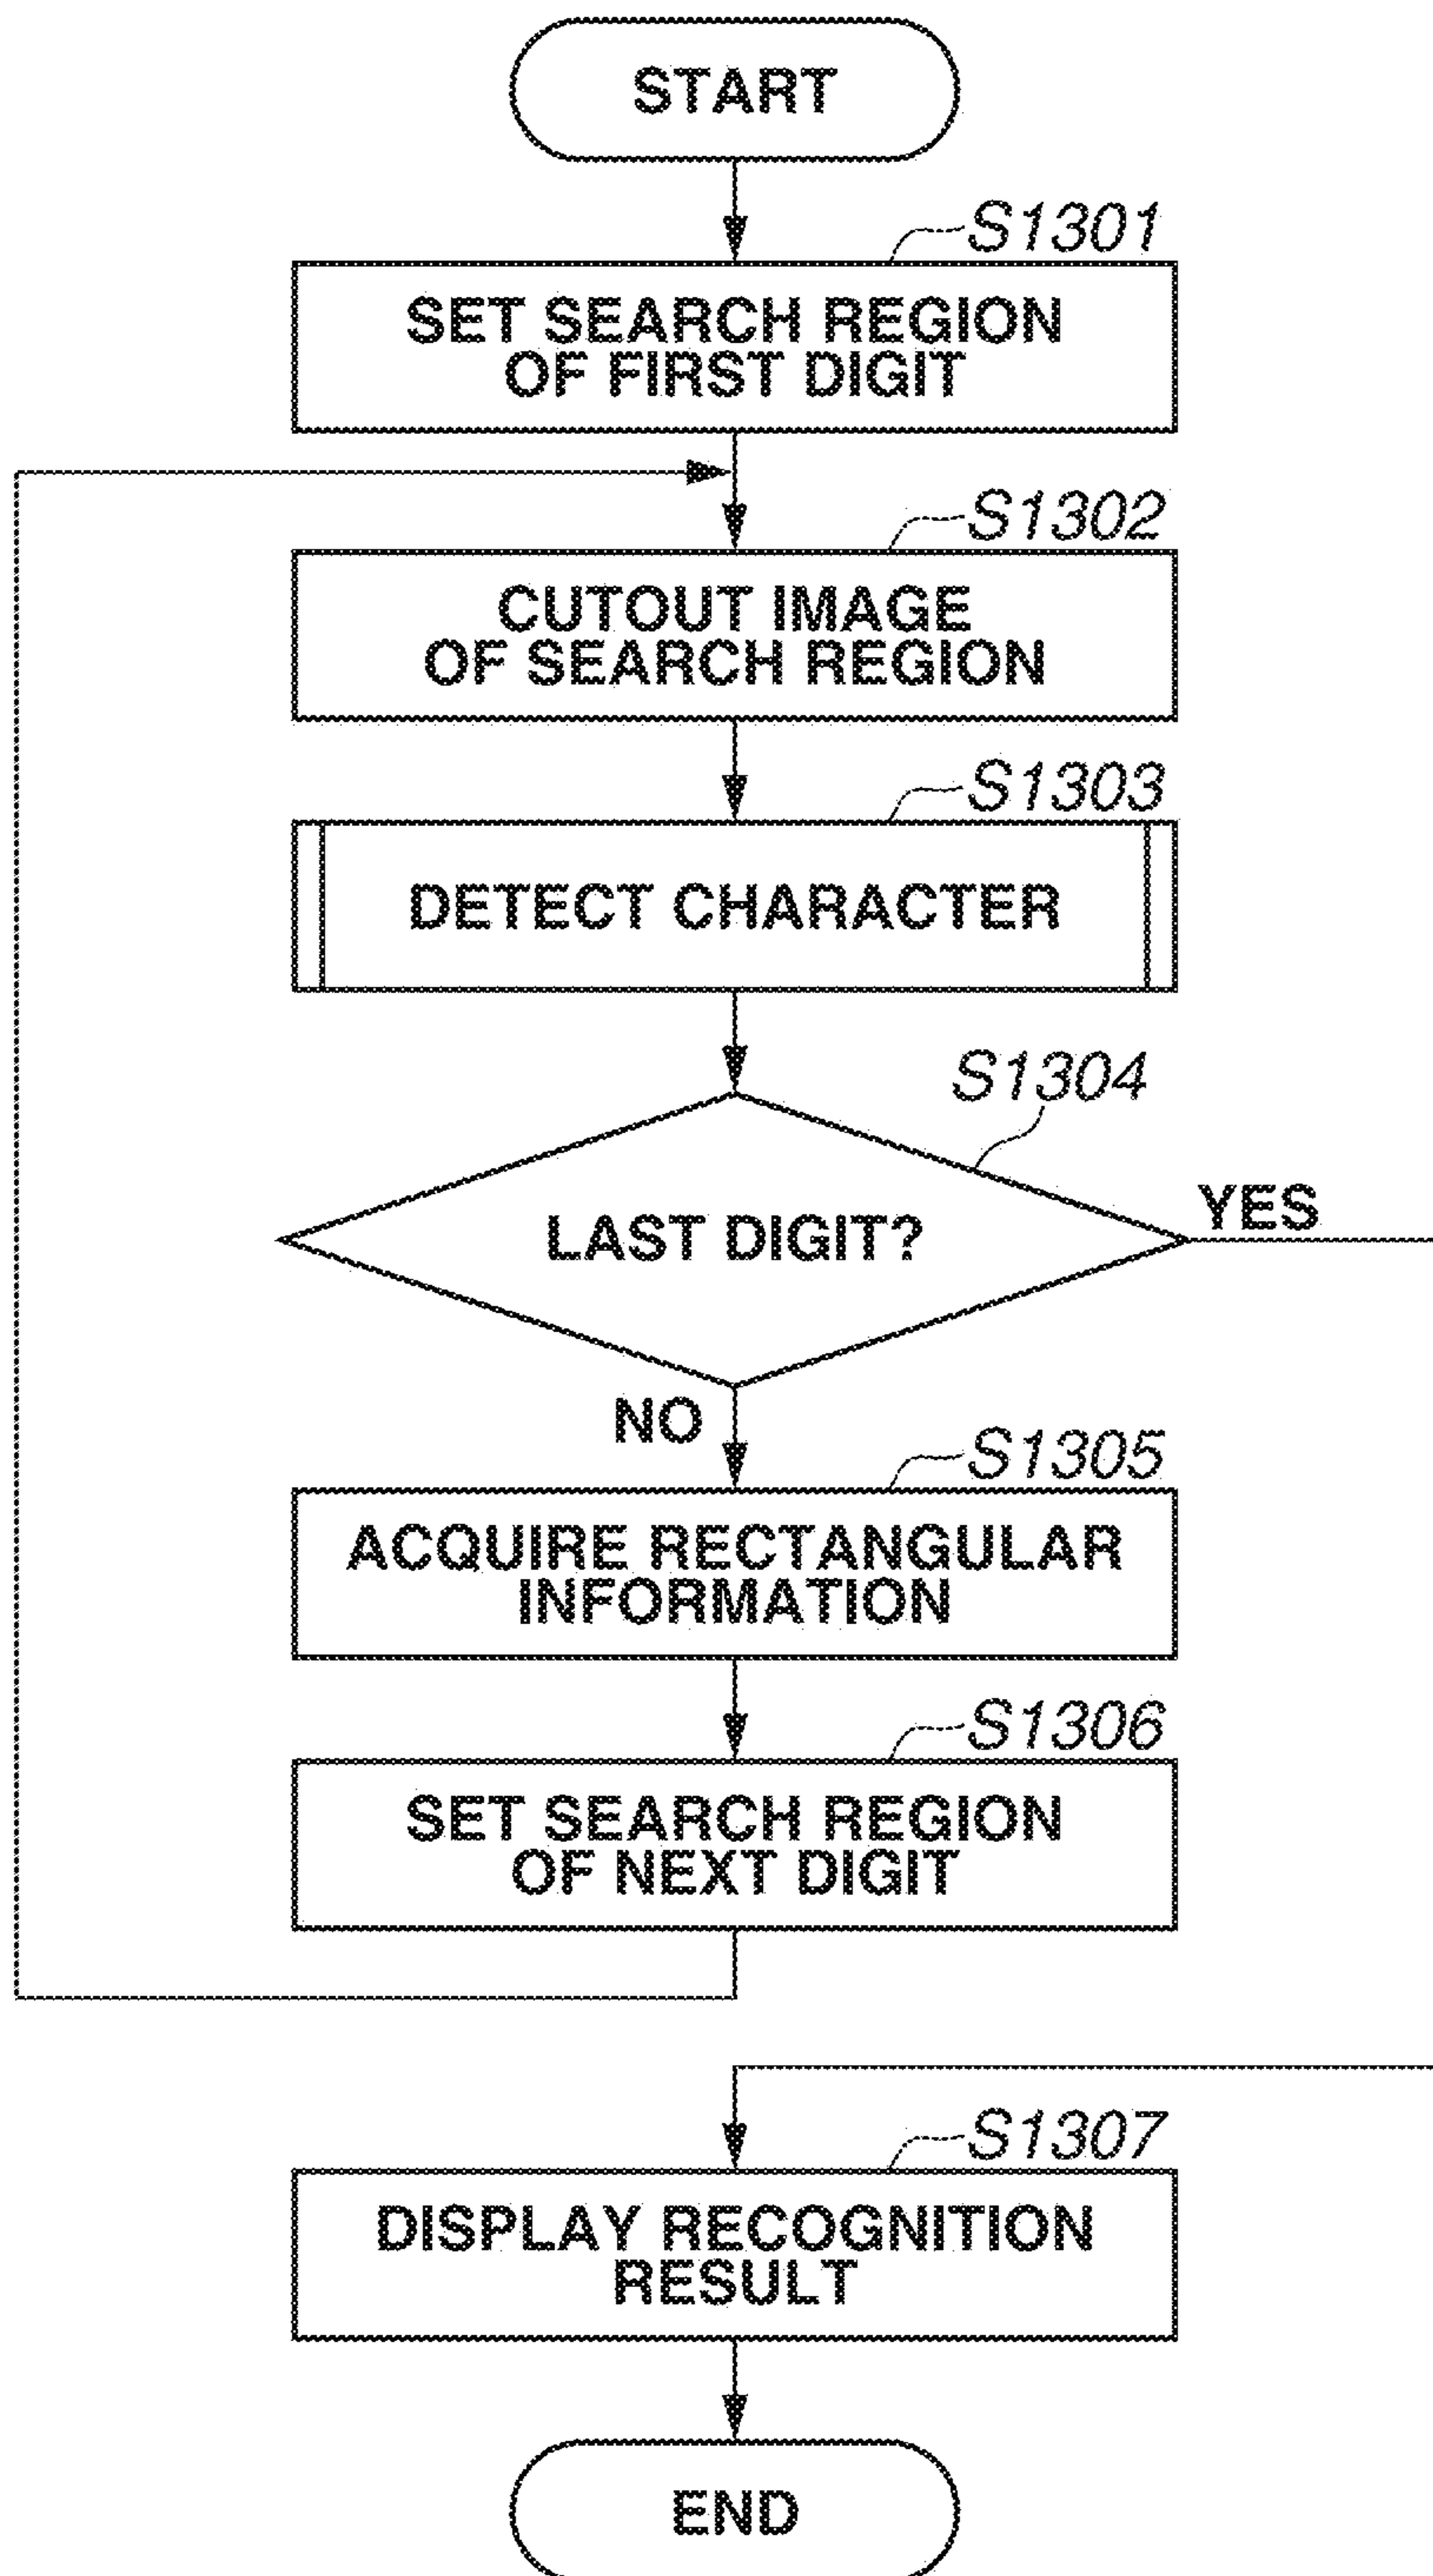 START
S1301
SET SEARCH REGION
OF FIRST DIGIT
S1302
CUTOUT IMAGE
OF SEARCH REGION
S1303
DETECT CHARACTER
S1304
LAST DIGIT?
YES
NO
S1305
ACQUIRE RECTANGULAR
INFORMATION
S1306
SET SEARCH REGION
OF NEXT DIGIT
S1307
DISPLAY RECOGNITION
RESULT
END